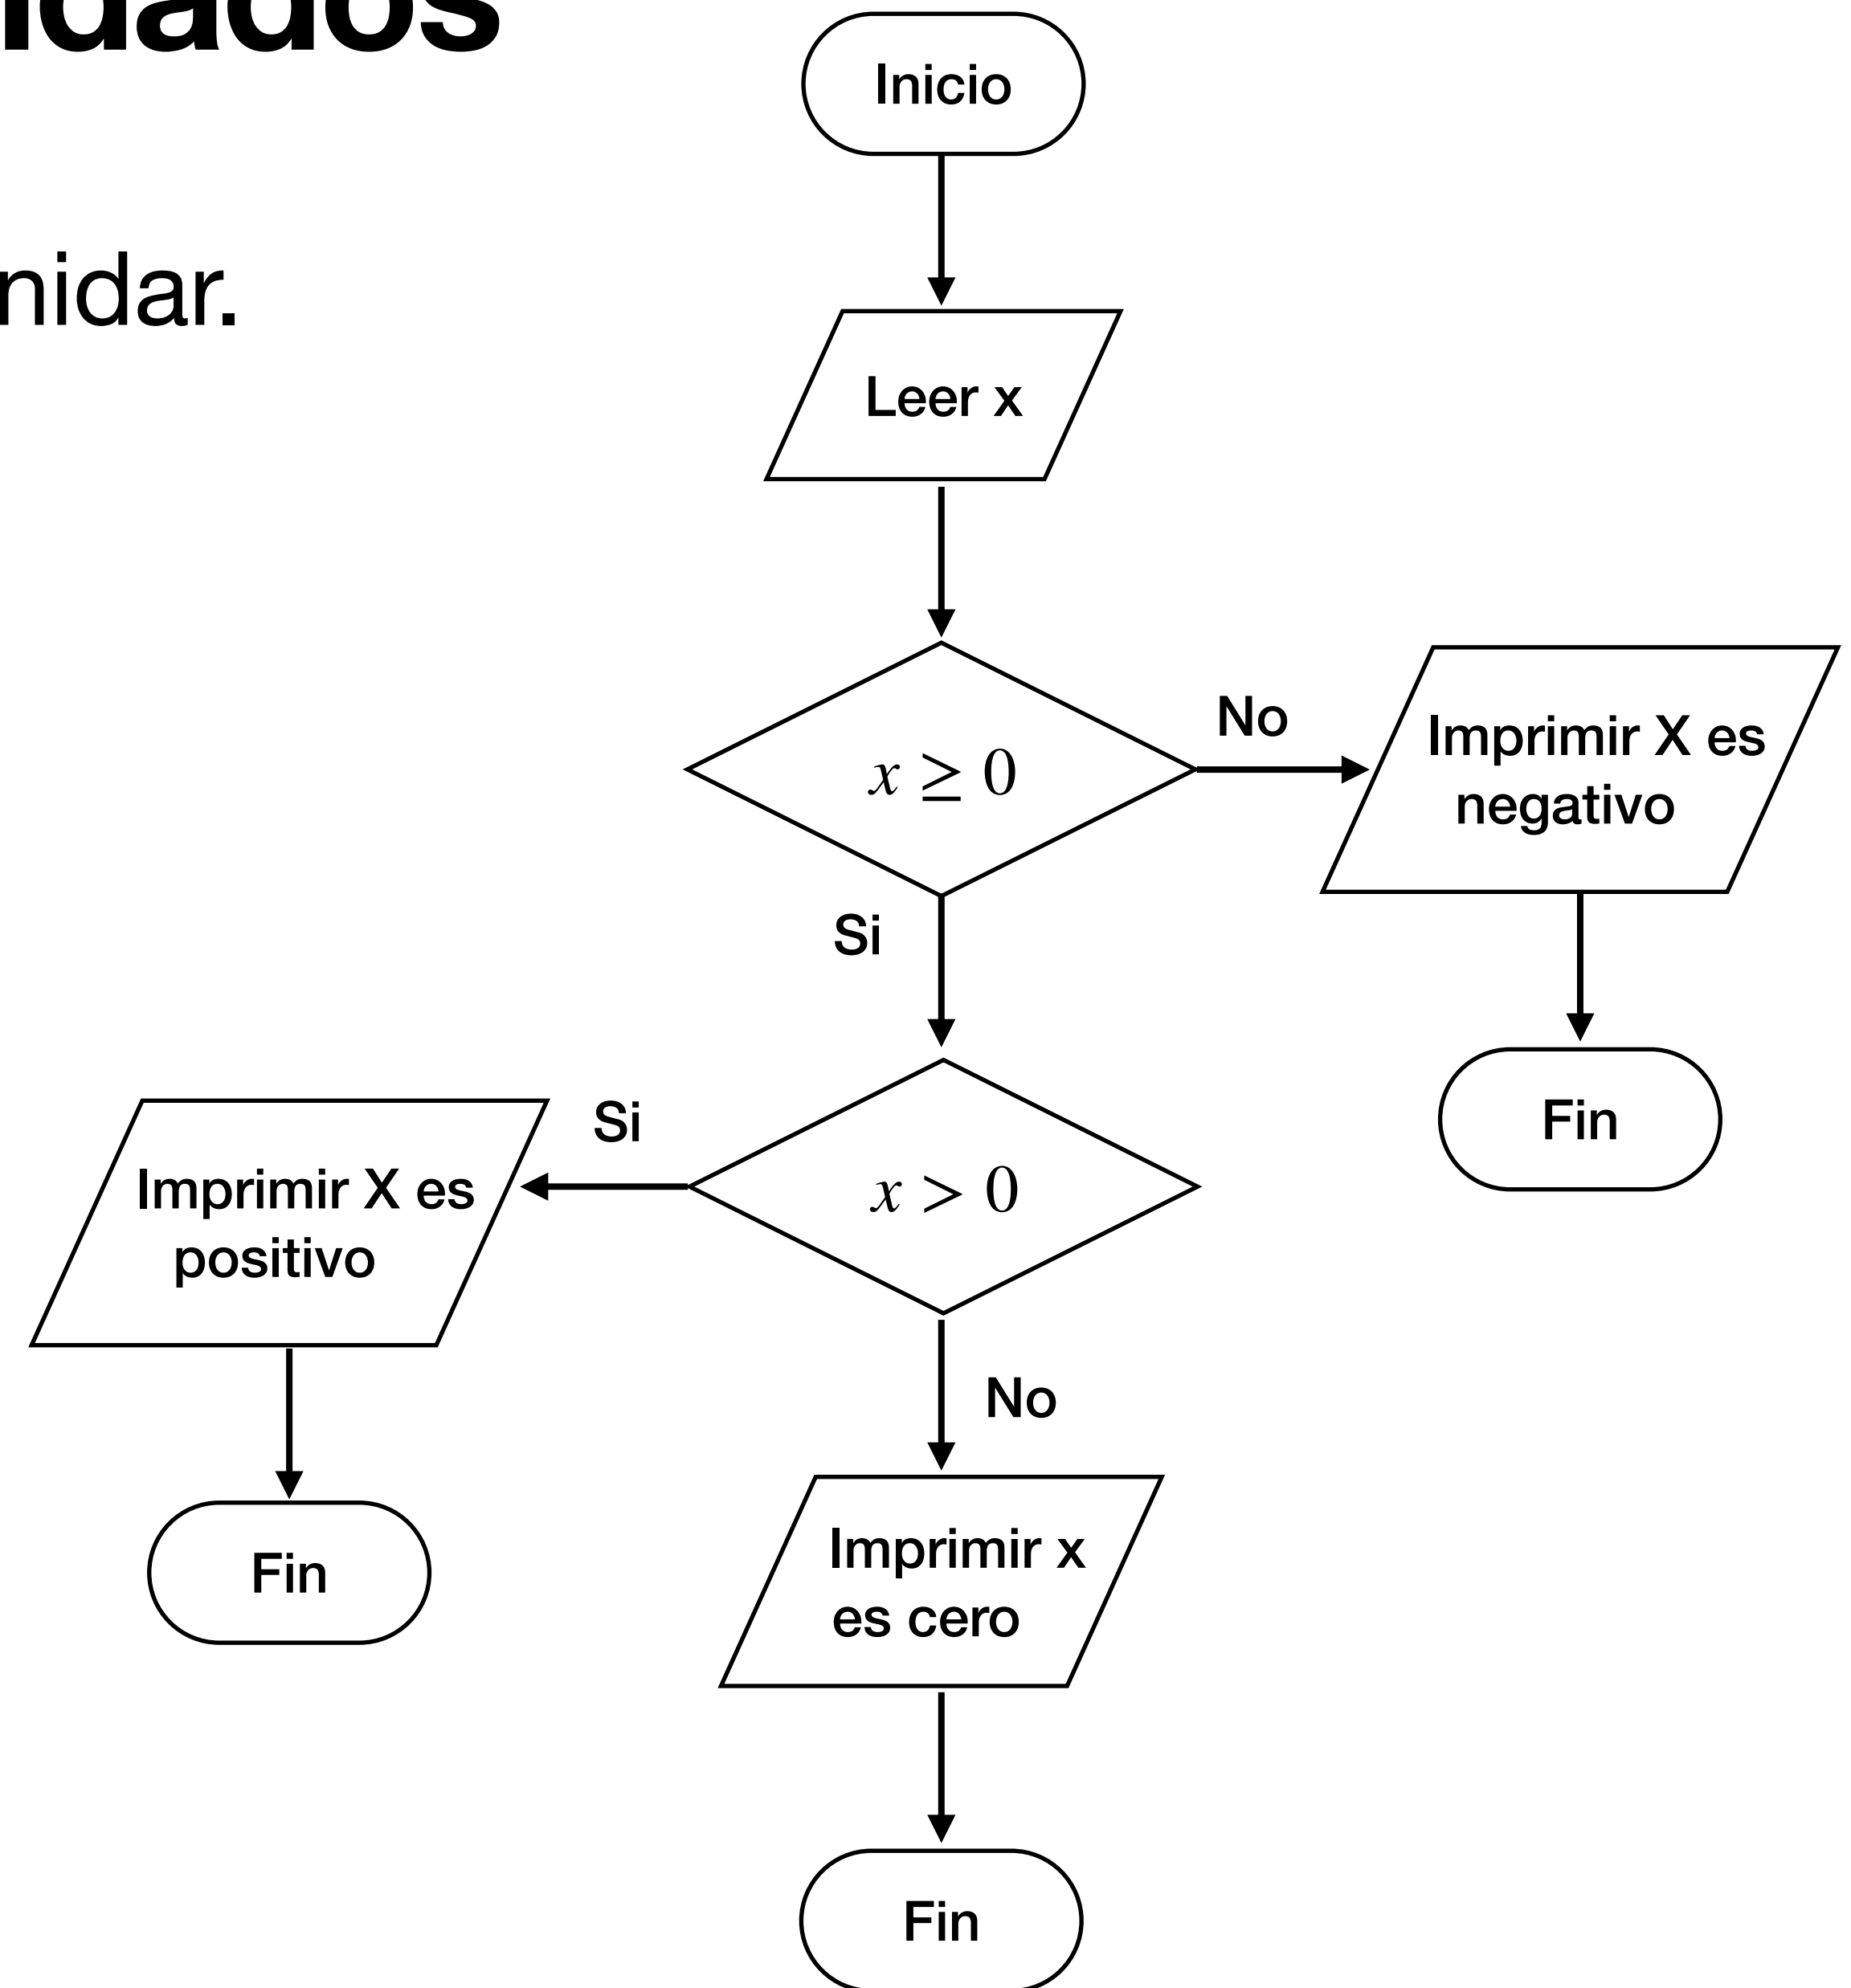 idados
nidar.
Inicio
Leer x
x ≥ 0
No
Imprimir X es
negativo
Si
Fin
Si
x > 0
Imprimir X es
positivo
No
Imprimir x
es cero
Fin
Fin